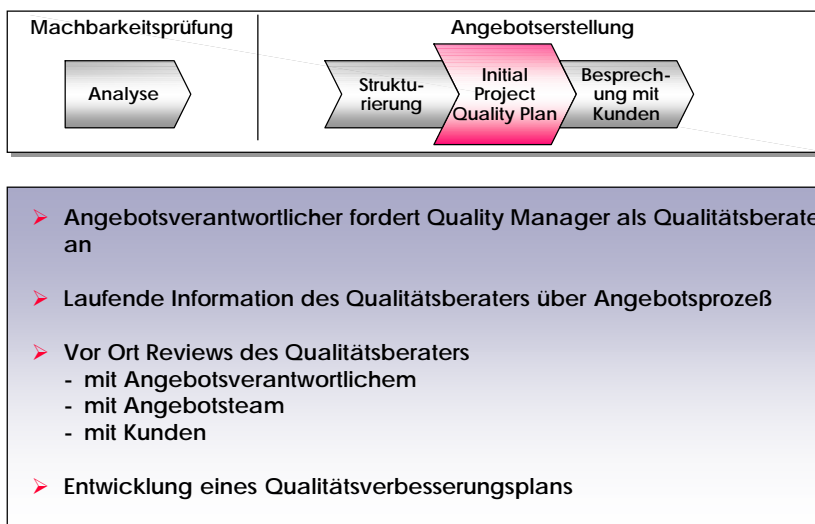 Machbarkeitsprüfung
Angebotserstellung
Analyse
Struktu-
rierung
Initial
Project
Quality Plan
Besprech-
ung mit
Kunden
➢ Angebotsverantwortlicher fordert Quality Manager als Qualitätsberate
an
➢ Laufende Information des Qualitätsberaters über Angebotsprozeß
➢ Vor Ort Reviews des Qualitätsberaters
- mit Angebotsverantwortlichem
- mit Angebotsteam
- mit Kunden
➢ Entwicklung eines Qualitätsverbesserungsplans